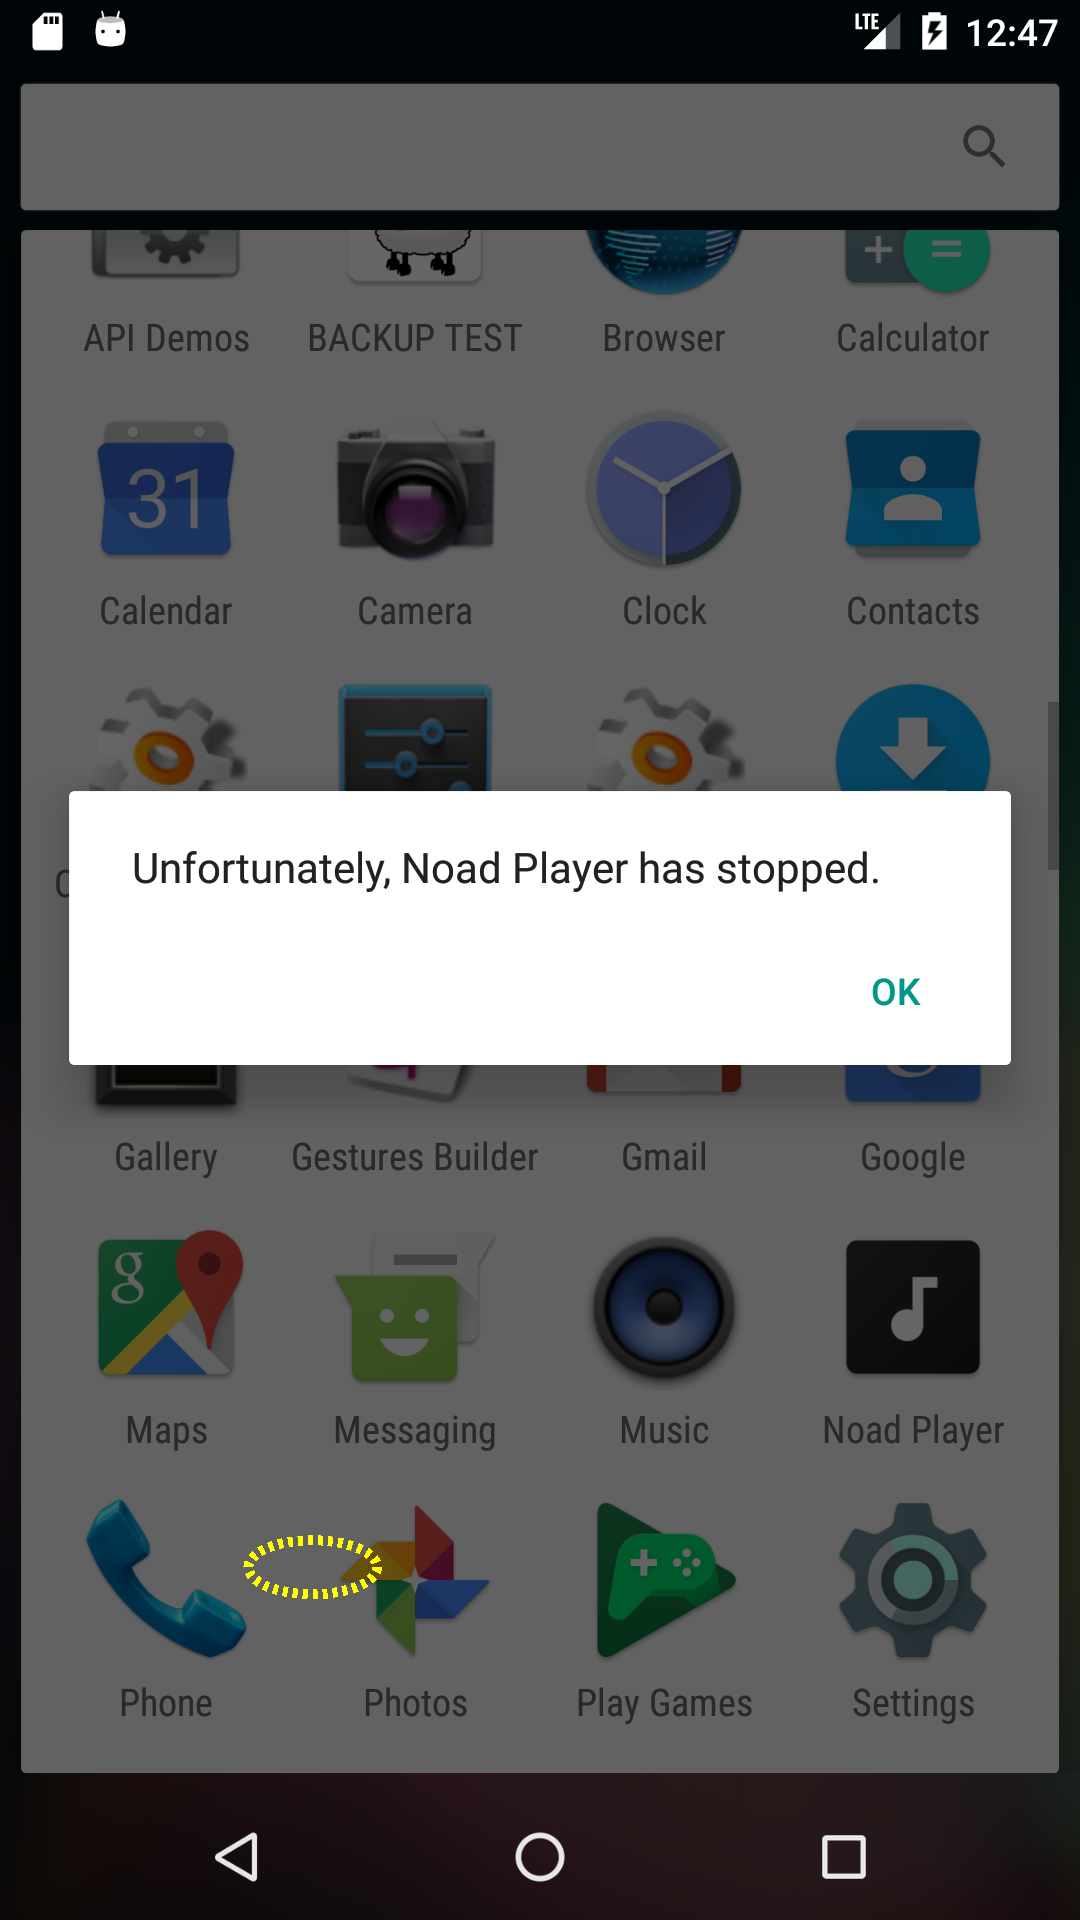 LTE 12:47
API Demos BACKUP TEST Browser Calculator
31
Calendar Camera Clock Contacts
Unfortunately, Noad Player has stopped.
OK
Gallery Gestures Builder Gmail Google
g
Maps Messaging Music Noad Player
Phone Photos Play Games Settings